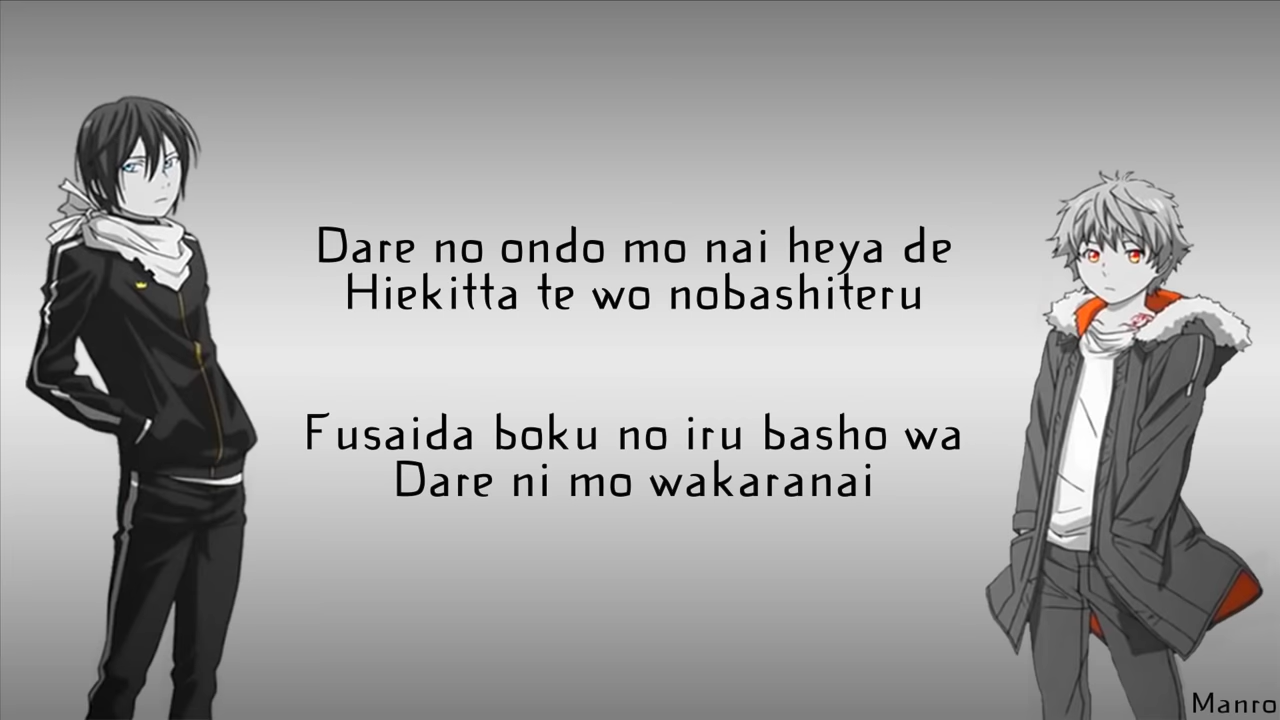 Dare no ondo mo nai heya de
Hiekitta te wo nobashiteru
Fusaida boku no iru basho wa
Dare ni mo wakaranai
Manro